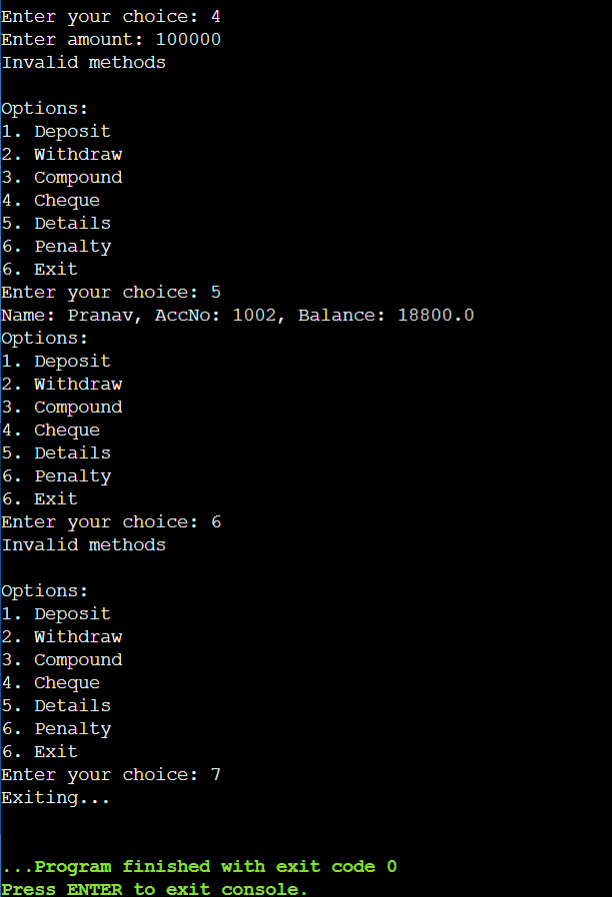 Enter your choice: 4
Enter amount: 100000
Invalid methods
Options:
1. Deposit
2. Withdraw
3. Compound
4. Cheque
5. Details
6. Penalty
6. Exit
Enter your choice: 5
Name: Pranav, AccNo: 1002, Balance: 18800.0
Options:
1. Deposit
2. Withdraw
3. Compound
4. Cheque
5. Details
6. Penalty
6. Exit
Enter your choice: 6
Invalid methods
Options:
1. Deposit
2. Withdraw
3. Compound
4. Cheque
5. Details
6. Penalty
6. Exit
Enter your choice: 7
Exiting...
...Program finished with exit code 0
Press ENTER to exit console.